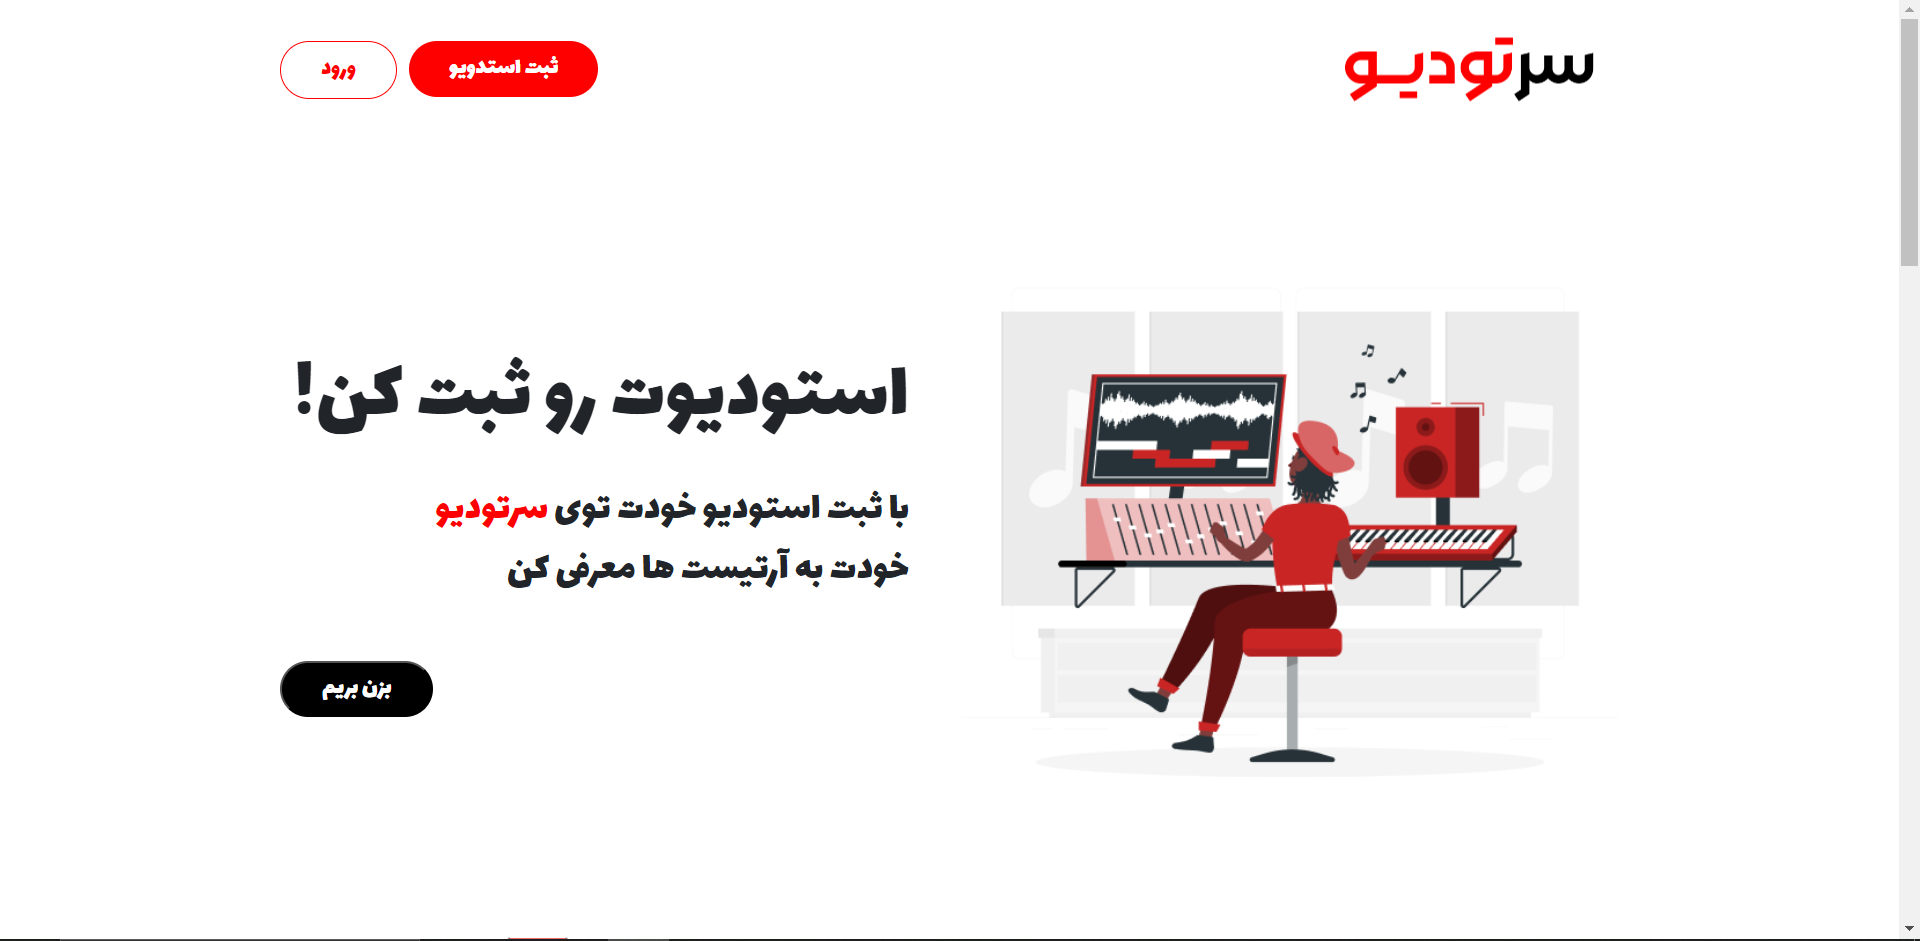 سرتودیو
ثبت استدویو
ورود
استودیوت رو ثبت کن!
با ثبت استودیو خودت توی سرتودیو
خودت به آرتیست ها معرفی کن
بزن بریم